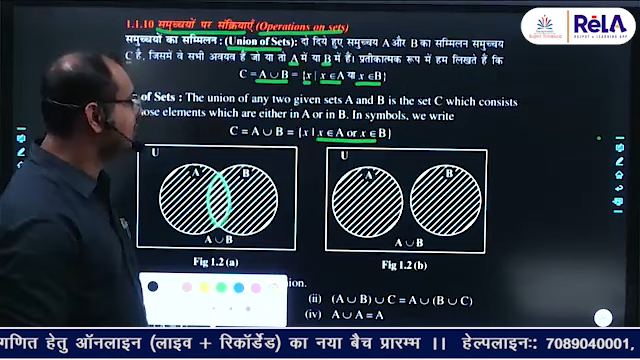 1.1.10 समुच्चयों पर संक्रियाएँ (Operations on sets)
समुच्चयों का सम्मिलन : (Union of Sets): दो दिये हुए समुच्चय A और B का सम्मिलन समुच्चय
C है, जिसमें वे सभी अवयव हैं जो या तो A में या B में हैं। प्रतीकात्मक रूप में हम लिखते हैं कि
C = A ∪ B = {x | x ∈ A या x ∈ B}
of Sets : The union of any two given sets A and B is the set C which consists
ose elements which are either in A or in B. In symbols, we write
C = A ∪ B = {x | x ∈ A or x ∈ B}
U
A B
A ∪ B
Fig 1.2 (a)
U
A B
A ∪ B
Fig 1.2 (b)
ion.
(ii) (A ∪ B) ∪ C = A ∪ (B ∪ C)
(iv) A ∪ A = A
RELA
गणित हेतु ऑनलाइन (लाइव + रिकॉर्डेड) का नया बैच प्रारम्भ ।। हेल्पलाइनः: 7089040001,